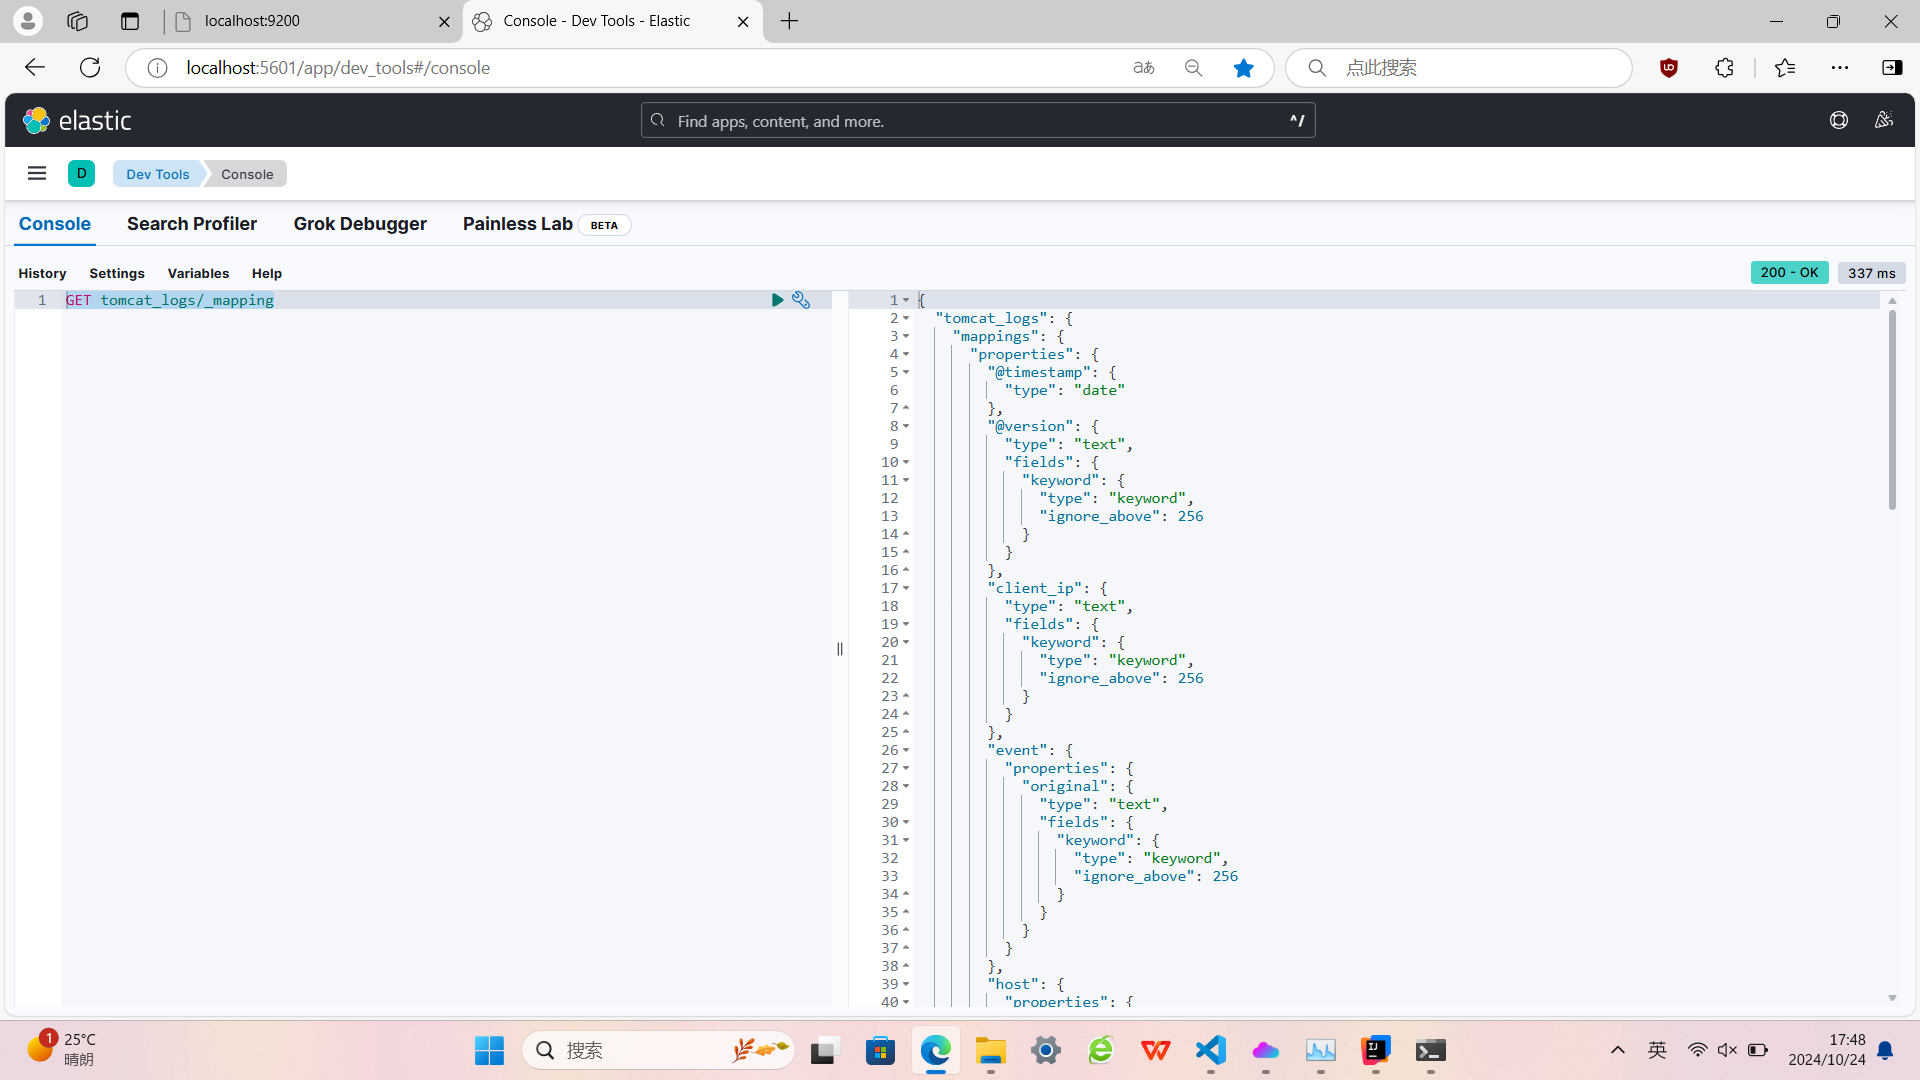 localhost:9200
Console - Dev Tools - Elastic
localhost:5601/app/dev_tools#/console
aあ
点此搜索
elastic
Find apps, content, and more.
^/
D
Dev Tools
Console
Console
Search Profiler
Grok Debugger
Painless Lab
BETA
History
Settings
Variables
Help
200 - OK
337 ms
1 GET tomcat_logs/_mapping
1 {
2 "tomcat_logs": {
3 "mappings": {
4 "properties": {
5 "@timestamp": {
6 "type": "date"
7 },
8 "@version": {
9 "type": "text",
10 "fields": {
11 "keyword": {
12 "type": "keyword",
13 "ignore_above": 256
14 }
15 }
16 },
17 "client_ip": {
18 "type": "text",
19 "fields": {
20 "keyword": {
21 "type": "keyword",
22 "ignore_above": 256
23 }
24 }
25 },
26 "event": {
27 "properties": {
28 "original": {
29 "type": "text",
30 "fields": {
31 "keyword": {
32 "type": "keyword",
33 "ignore_above": 256
34 }
35 }
36 }
37 }
38 },
39 "host": {
40 "properties": {
1
25°C
晴朗
搜索
英
17:48
2024/10/24